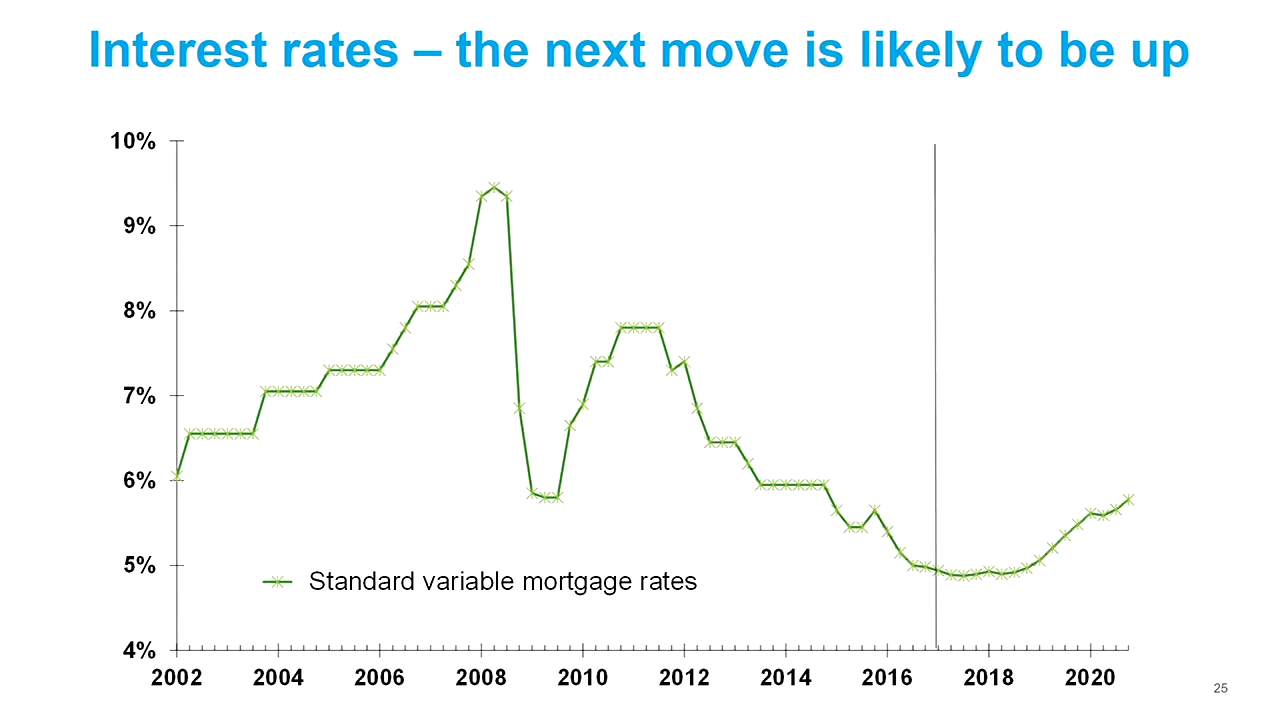 Interest rates – the next move is likely to be up
10%
9%
8%
7%
6%
5%
4%
Standard variable mortgage rates
2002 2004 2006 2008 2010 2012 2014 2016 2018 2020
25